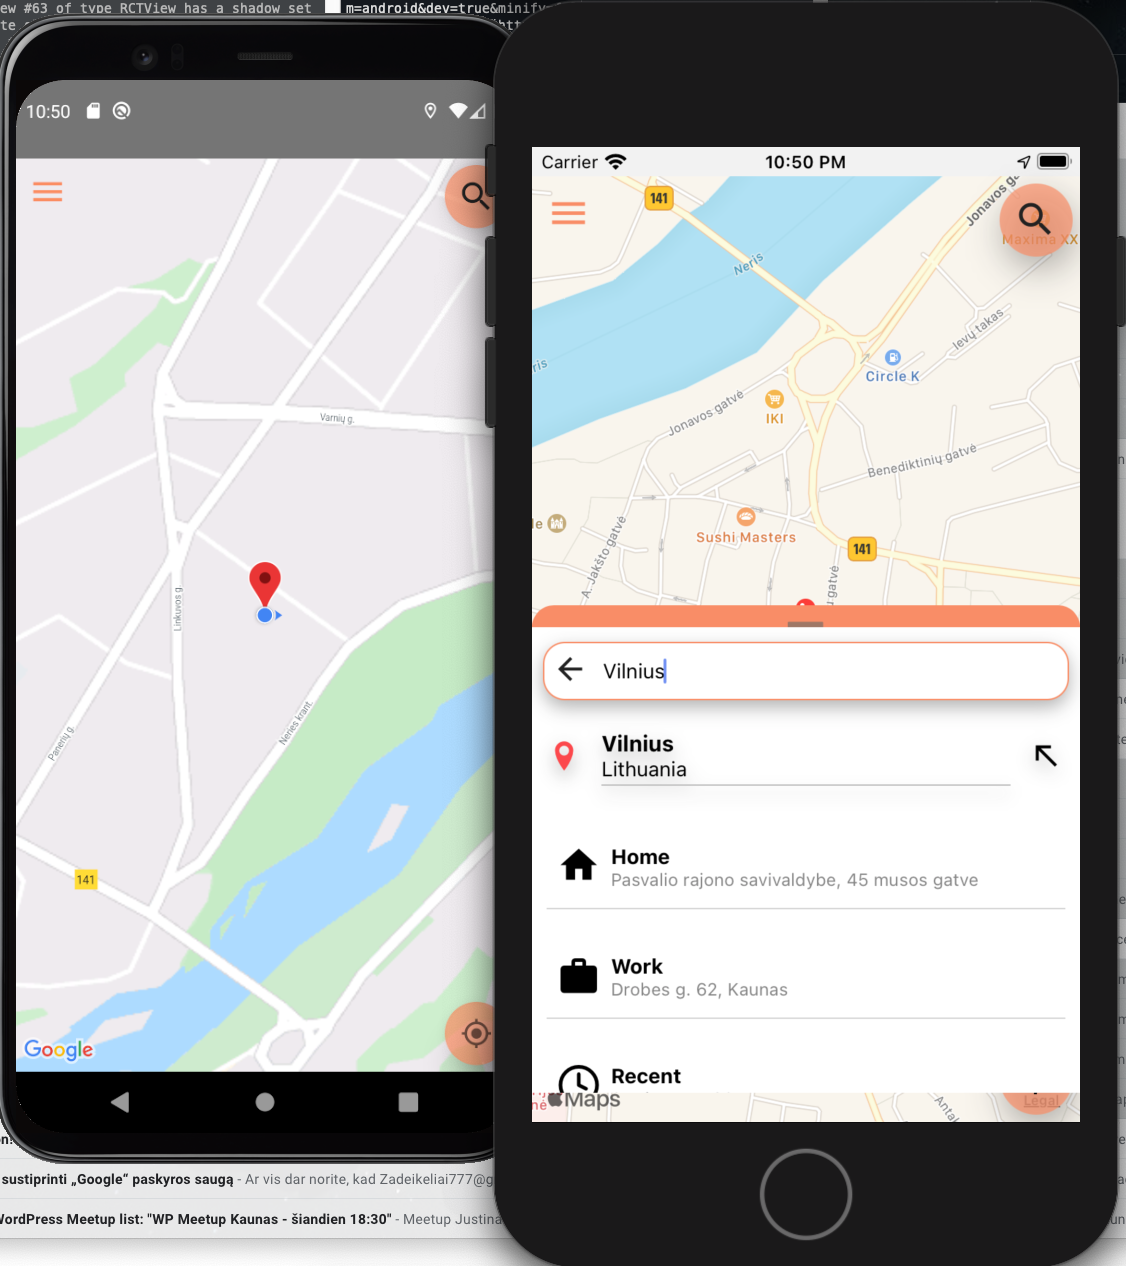 ew #63 of type RCTView has a shadow set
m=android&dev=true&minify
10:50
Varnių g.
Linkuvos g.
Panerių g.
Neries krant.
141
Google
Carrier
10:50 PM
141
Jonavos g
Maxima XX
Neris
ris
Ievų takas
Circle K
Jonavos gatvė
IKI
Benediktinių gatvė
le
Sushi Masters
141
A. Jakšto gatvė
ų gatvė
Vilnius
Vilnius
Lithuania
Home
Pasvalio rajono savivaldybe, 45 musos gatve
Work
Drobes g. 62, Kaunas
Recent
nė
Maps
Antal
Legal
on!
sustiprinti „Google“ paskyros saugą - Ar vis dar norite, kad Zadeikeliai777@g
WordPress Meetup list: "WP Meetup Kaunas - šiandien 18:30" - Meetup Justina